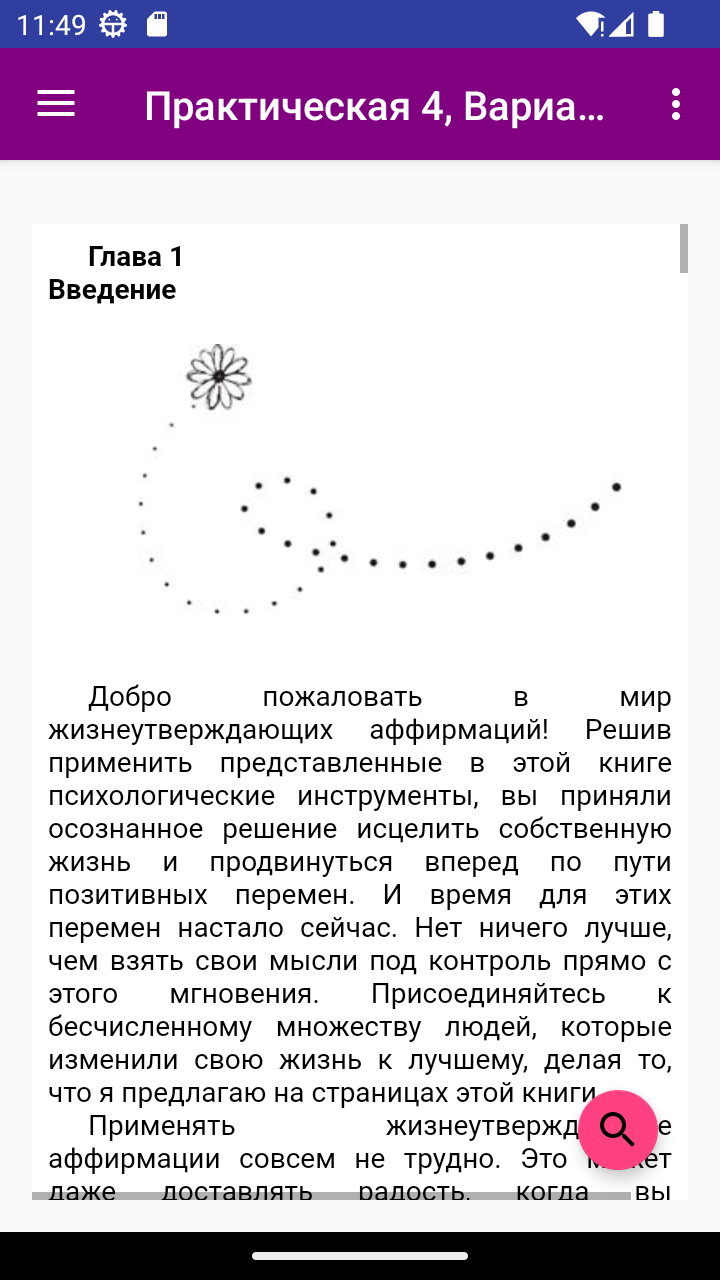 11:49
Практическая 4, Вариа...
Глава 1
Введение
Добро пожаловать в мир
жизнеутверждающих аффирмаций! Решив
применить представленные в этой книге
психологические инструменты, вы приняли
осознанное решение исцелить собственную
жизнь и продвинуться вперед по пути
позитивных перемен. И время для этих
перемен настало сейчас. Нет ничего лучше,
чем взять свои мысли под контроль прямо с
этого мгновения. Присоединяйтесь к
бесчисленному множеству людей, которые
изменили свою жизнь к лучшему, делая то,
что я предлагаю на страницах этой книги.
Применять
аффирмации совсем не трудно. Это
даже доставлять радость, когда вы